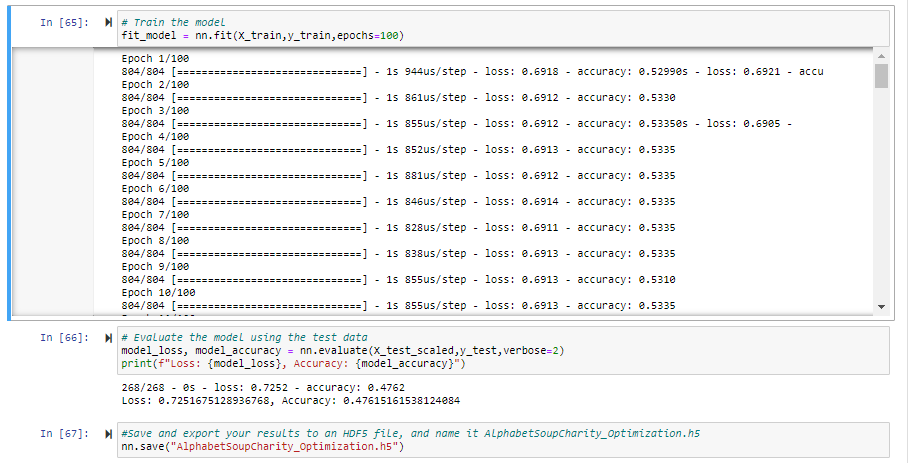 In [65]:
# Train the model
fit_model = nn.fit(X_train,y_train,epochs=100)
Epoch 1/100
804/804 [==============================] - 1s 944us/step - loss: 0.6918 - accuracy: 0.52990s - loss: 0.6921 - accu
Epoch 2/100
804/804 [==============================] - 1s 861us/step - loss: 0.6912 - accuracy: 0.5330
Epoch 3/100
804/804 [==============================] - 1s 855us/step - loss: 0.6912 - accuracy: 0.53350s - loss: 0.6905 -
Epoch 4/100
804/804 [==============================] - 1s 852us/step - loss: 0.6913 - accuracy: 0.5335
Epoch 5/100
804/804 [==============================] - 1s 881us/step - loss: 0.6912 - accuracy: 0.5335
Epoch 6/100
804/804 [==============================] - 1s 846us/step - loss: 0.6914 - accuracy: 0.5335
Epoch 7/100
804/804 [==============================] - 1s 828us/step - loss: 0.6911 - accuracy: 0.5335
Epoch 8/100
804/804 [==============================] - 1s 838us/step - loss: 0.6913 - accuracy: 0.5335
Epoch 9/100
804/804 [==============================] - 1s 855us/step - loss: 0.6913 - accuracy: 0.5310
Epoch 10/100
804/804 [==============================] - 1s 855us/step - loss: 0.6913 - accuracy: 0.5335
In [66]:
# Evaluate the model using the test data
model_loss, model_accuracy = nn.evaluate(X_test_scaled,y_test,verbose=2)
print(f"Loss: {model_loss}, Accuracy: {model_accuracy}")
268/268 - 0s - loss: 0.7252 - accuracy: 0.4762
Loss: 0.7251675128936768, Accuracy: 0.47615161538124084
In [67]:
#Save and export your results to an HDF5 file, and name it AlphabetSoupCharity_Optimization.h5
nn.save("AlphabetSoupCharity_Optimization.h5")